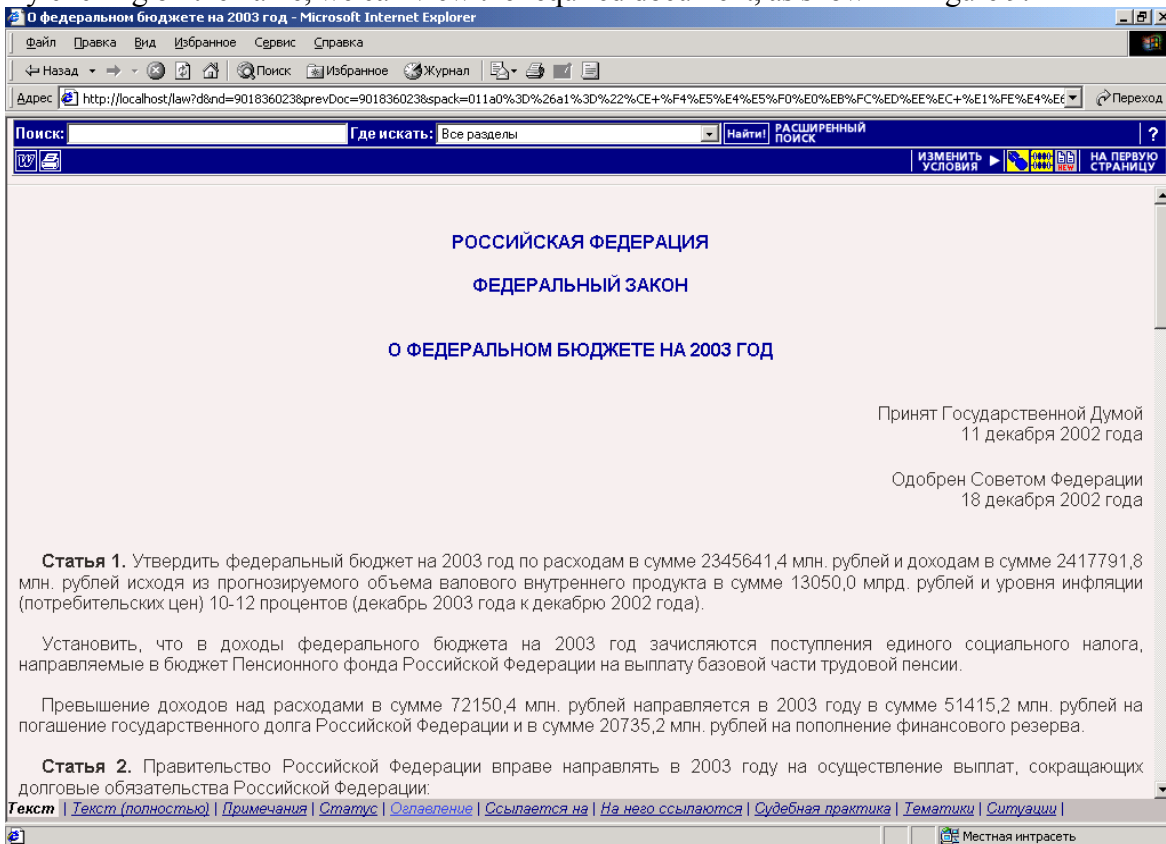 О федеральном бюджете на 2003 год - Microsoft Internet Explorer
Файл Правка Вид Избранное Сервис Справка
Назад Поиск Избранное Журнал
Адрес http://localhost/law?d&nd=901836023&prevDoc=901836023&spack=011a0%3D%26a1%3D%22%CE+%F4%E5%E4%E5%F0%E0%EB%FC%ED%EE%EC+%E1%FE%E4%E6 Переход
Поиск: Где искать: Все разделы Найти! РАСШИРЕННЫЙ ПОИСК ?
ИЗМЕНИТЬ УСЛОВИЯ NEW НА ПЕРВУЮ СТРАНИЦУ
РОССИЙСКАЯ ФЕДЕРАЦИЯ
ФЕДЕРАЛЬНЫЙ ЗАКОН
О ФЕДЕРАЛЬНОМ БЮДЖЕТЕ НА 2003 ГОД
Принят Государственной Думой
11 декабря 2002 года
Одобрен Советом Федерации
18 декабря 2002 года
Статья 1. Утвердить федеральный бюджет на 2003 год по расходам в сумме 2345641,4 млн. рублей и доходам в сумме 2417791,8
млн. рублей исходя из прогнозируемого объема валового внутреннего продукта в сумме 13050,0 млрд. рублей и уровня инфляции
(потребительских цен) 10-12 процентов (декабрь 2003 года к декабрю 2002 года).
Установить, что в доходы федерального бюджета на 2003 год зачисляются поступления единого социального налога,
направляемые в бюджет Пенсионного фонда Российской Федерации на выплату базовой части трудовой пенсии.
Превышение доходов над расходами в сумме 72150,4 млн. рублей направляется в 2003 году в сумме 51415,2 млн. рублей на
погашение государственного долга Российской Федерации и в сумме 20735,2 млн. рублей на пополнение финансового резерва.
Статья 2. Правительство Российской Федерации вправе направлять в 2003 году на осуществление выплат, сокращающих
долговые обязательства Российской Федерации:
Текст | Текст (полностью) | Примечания | Статус | Оглавление | Ссылается на | На него ссылаются | Судебная практика | Тематики | Ситуации |
Местная интрасеть